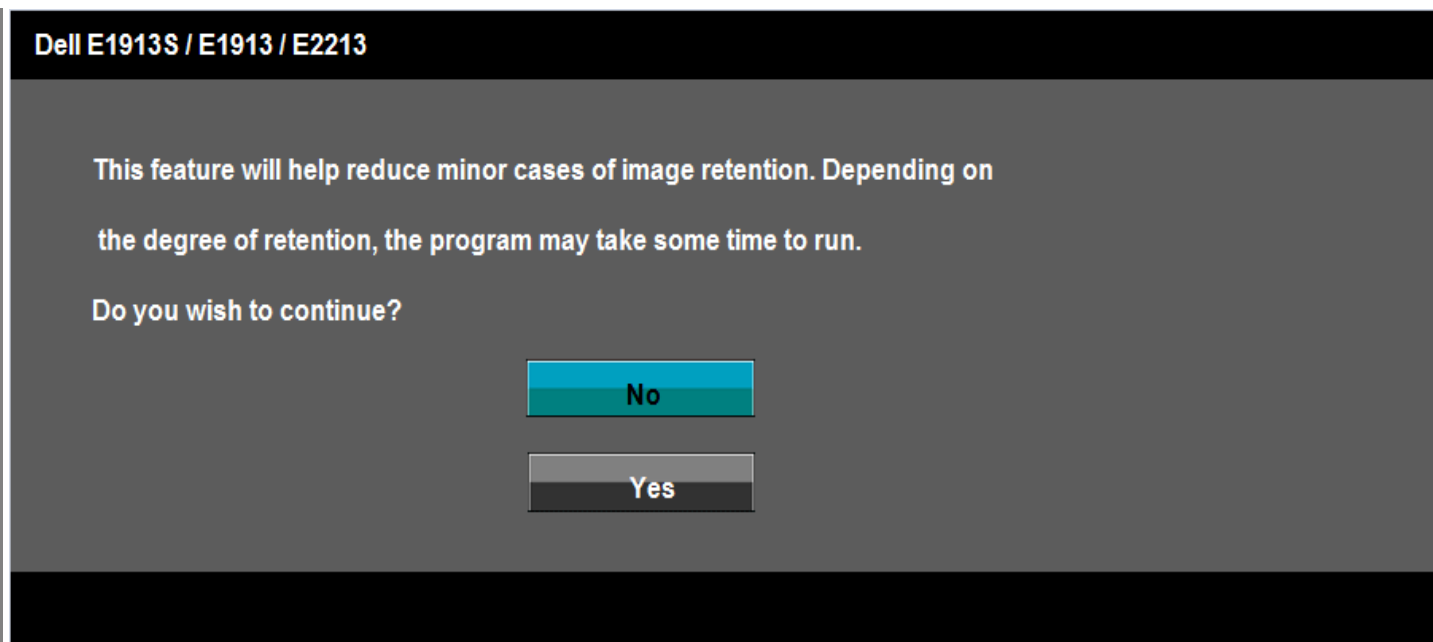 Dell E1913S / E1913 / E2213
This feature will help reduce minor cases of image retention. Depending on
the degree of retention, the program may take some time to run.
Do you wish to continue?
No
Yes